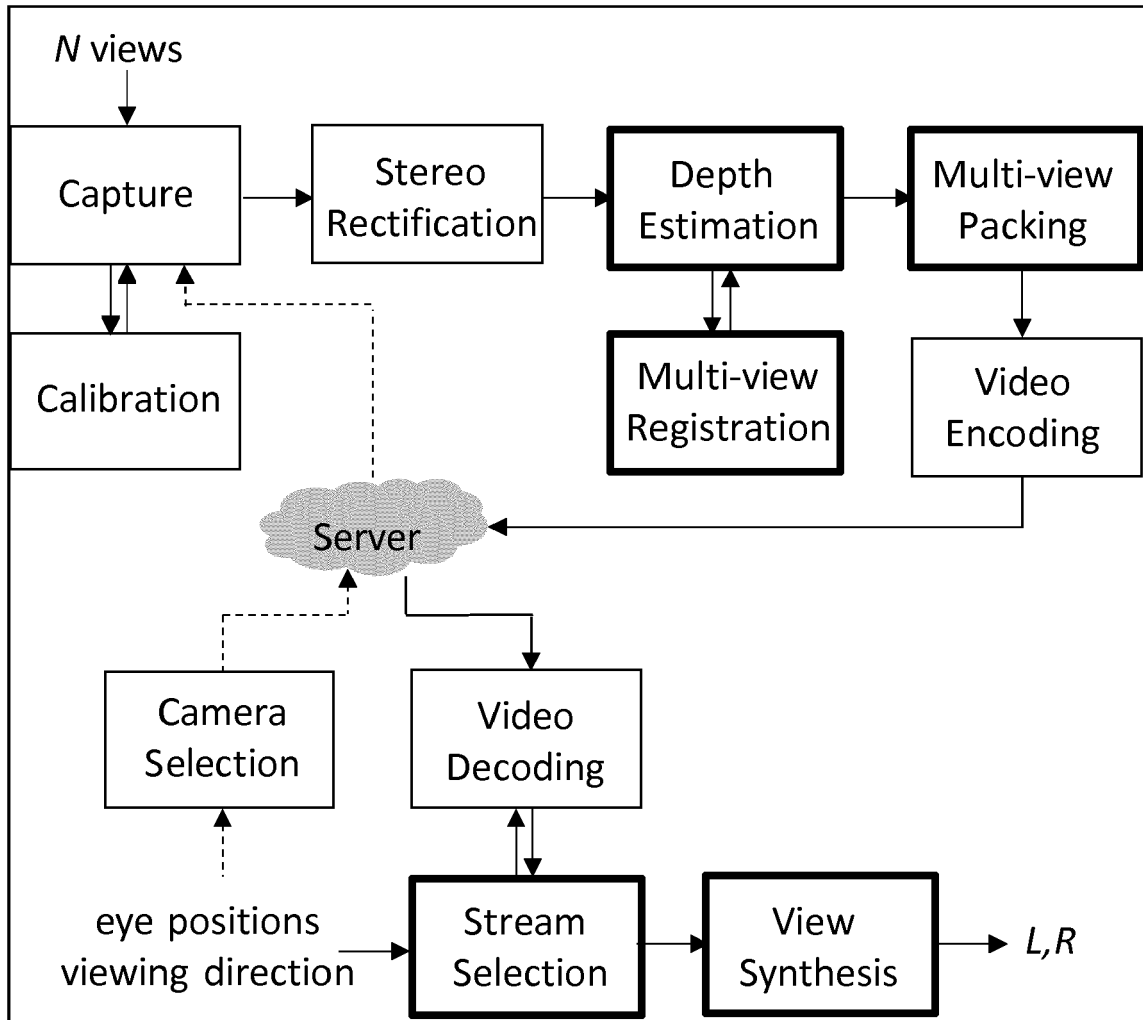 N views
Capture
Stereo
Rectification
Depth
Estimation
Multi-view
Packing
Calibration
Multi-view
Registration
Video
Encoding
Server
Camera
Selection
Video
Decoding
eye positions
viewing direction
Stream
Selection
View
Synthesis
L,R